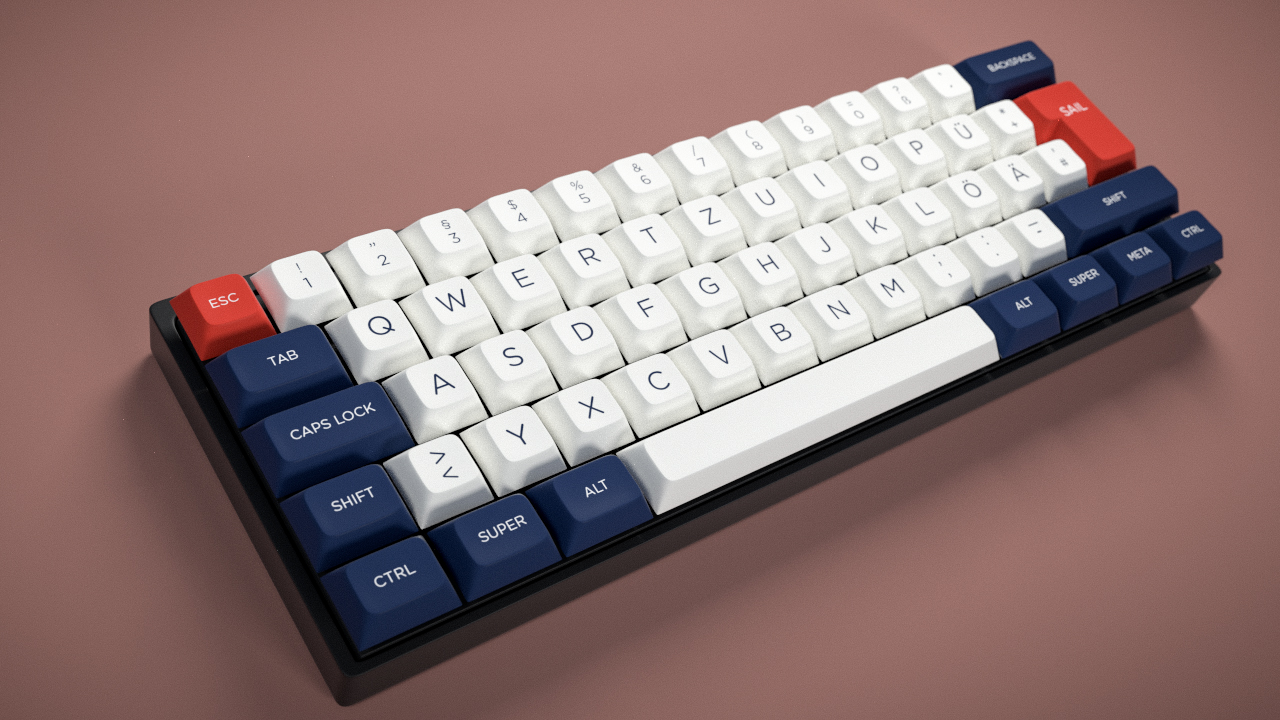 ESC ! 1 " 2 § 3 $ 4 % 5 & 6 / 7 ( 8 ) 9 = 0 ? ß BACKSPACE
TAB Q W E R T Z U I O P Ü * + SAIL
CAPS LOCK A S D F G H J K L Ö Ä ' #
SHIFT > < Y X C V B N M ; , : . _ - SHIFT
CTRL SUPER ALT ALT SUPER META CTRL